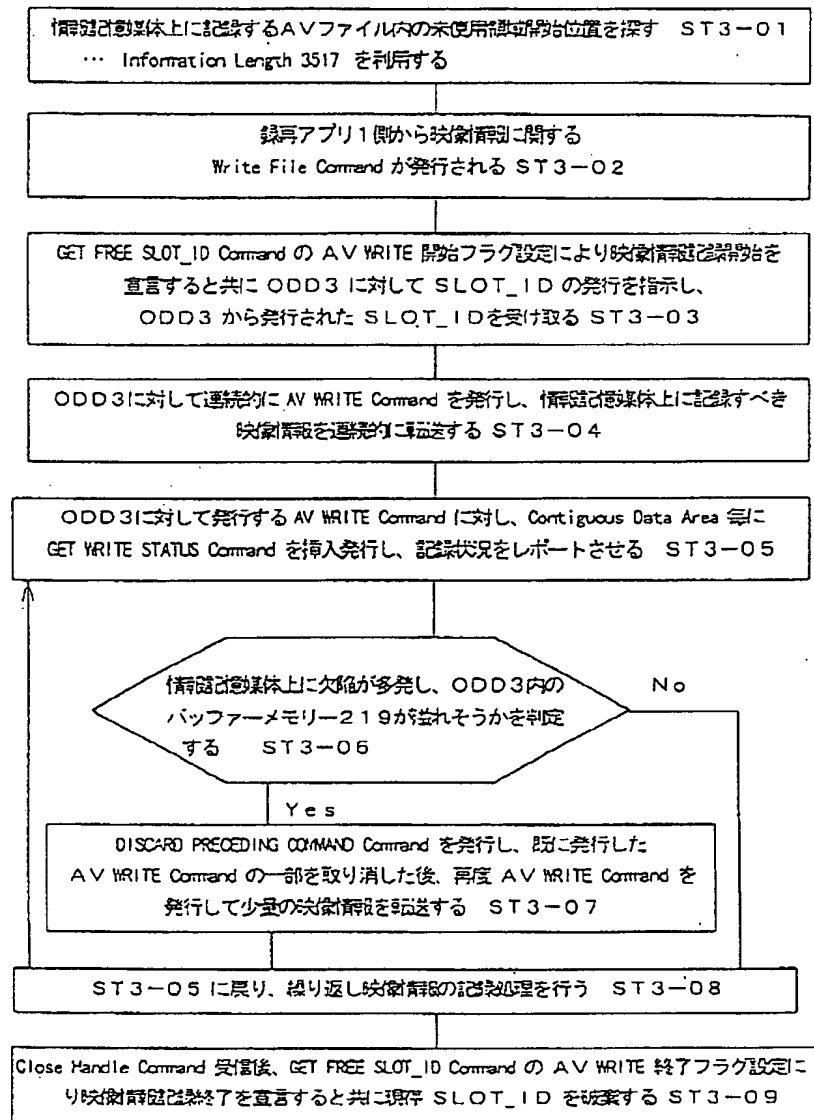 情報記憶媒体上に記録するAVファイル内の未使用領域開始位置を探す ST3−01
… Information Length 3517 を利用する
録再アプリ1側から映像情報に関する
Write File Command が発行される ST3−02
GET FREE SLOT_ID Command の AV WRITE 開始フラグ設定により映像情報記録開始を
宣言すると共に ODD3 に対して SLOT_ID の発行を指示し、
ODD3 から発行された SLOT_IDを受け取る ST3−03
ODD3に対して連続的に AV WRITE Command を発行し、情報記憶媒体上に記録すべき
映像情報を連続的に転送する ST3−04
ODD3に対して発行する AV WRITE Command に対し、Contiguous Data Area 毎に
GET WRITE STATUS Command を挿入発行し、記録状況をレポートさせる ST3−05
情報記憶媒体上に欠陥が多発し、ODD3内の
No
バッファーメモリー219が溢れそうかを判定
する ST3−06
Yes
DISCARD PRECEDING COMMAND Command を発行し、既に発行した
AV WRITE Command の一部を取り消した後、再度 AV WRITE Command を
発行して少量の映像情報を転送する ST3−07
ST3−05 に戻り、繰り返し映像情報の記録処理を行う ST3−08
Close Handle Command 受信後、GET FREE SLOT_ID Command の AV WRITE 終了フラグ設定に
り映像情報記録終了を宣言すると共に現存 SLOT_ID を破棄する ST3−09